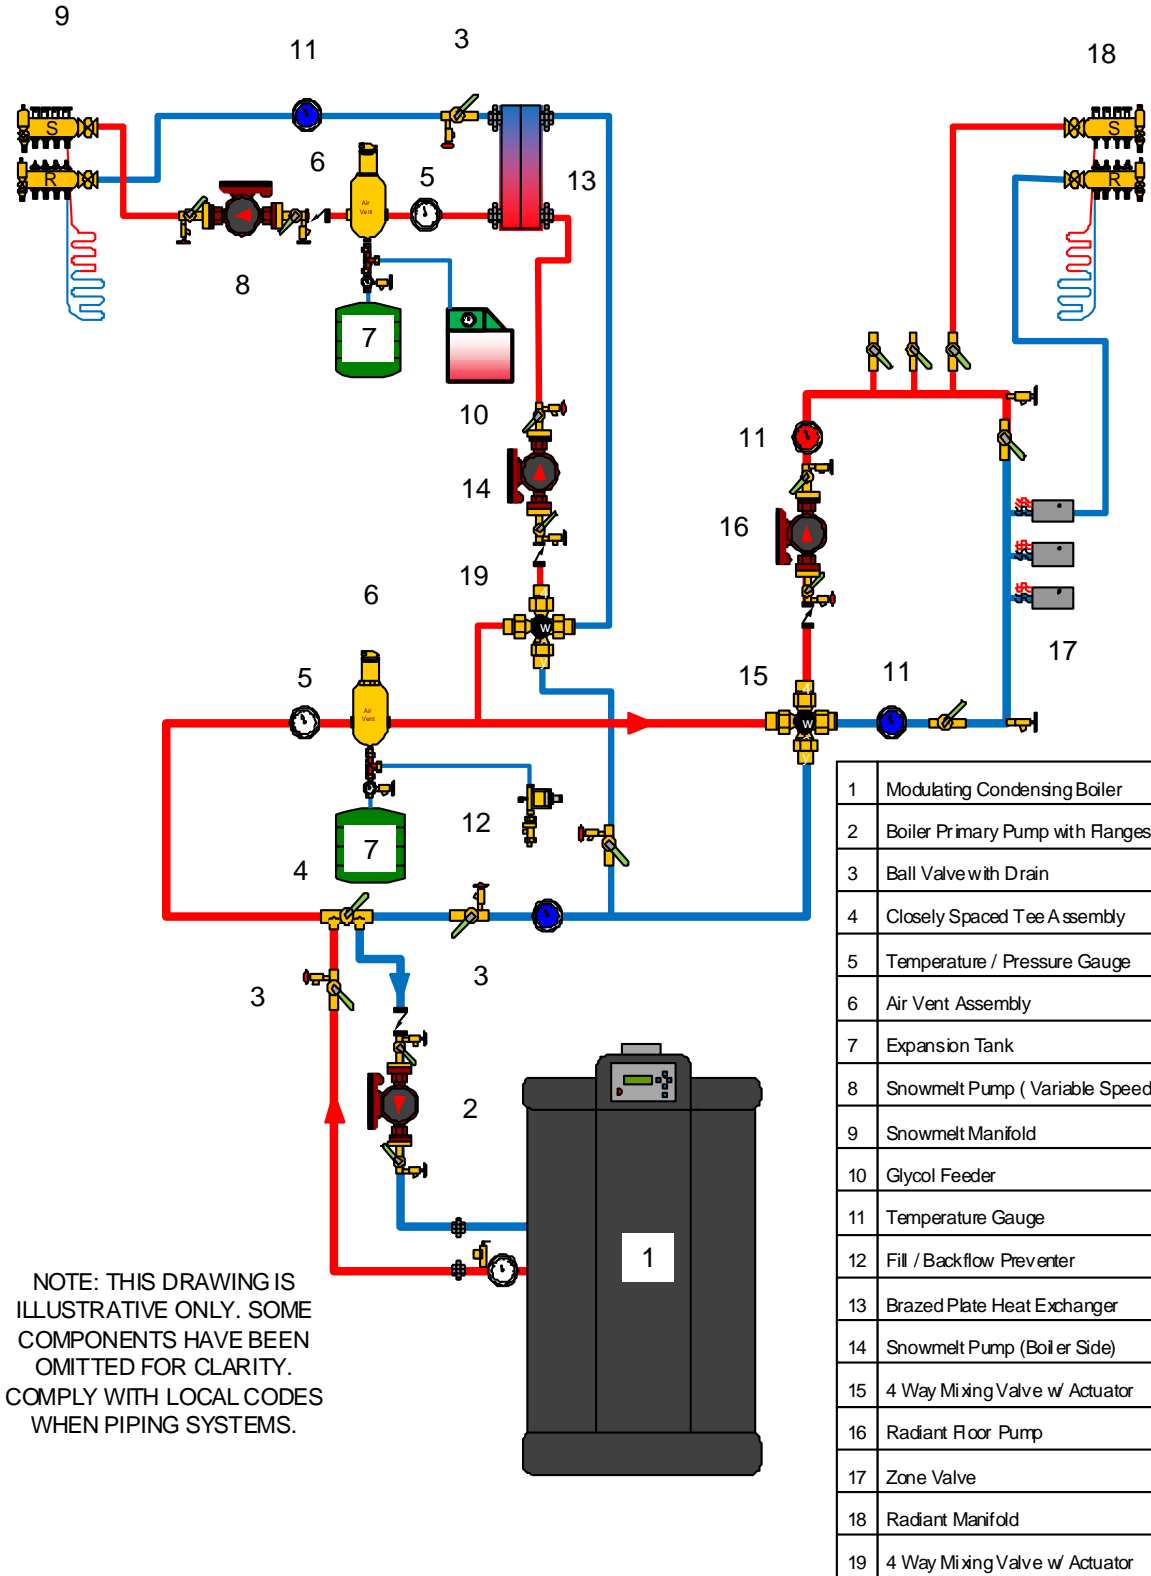 9
11
3
18
S
R
S
R
6
5
13
Air
Vent
8
7
10
11
14
16
19
4
W
y
6
17
5
15
11
4
W
y
Air
Vent
12
7
4
3
3
2
1
NOTE: THIS DRAWING IS
ILLUSTRATIVE ONLY. SOME
COMPONENTS HAVE BEEN
OMITTED FOR CLARITY.
COMPLY WITH LOCAL CODES
WHEN PIPING SYSTEMS.
1 Modulating Condensing Boiler
2 Boiler Primary Pump with Flanges
3 Ball Valve with Drain
4 Closely Spaced Tee Assembly
5 Temperature / Pressure Gauge
6 Air Vent Assembly
7 Expansion Tank
8 Snowmelt Pump ( Variable Speed
9 Snowmelt Manifold
10 Glycol Feeder
11 Temperature Gauge
12 Fill / Backflow Preventer
13 Brazed Plate Heat Exchanger
14 Snowmelt Pump (Boiler Side)
15 4 Way Mixing Valve w/ Actuator
16 Radiant Floor Pump
17 Zone Valve
18 Radiant Manifold
19 4 Way Mixing Valve w/ Actuator